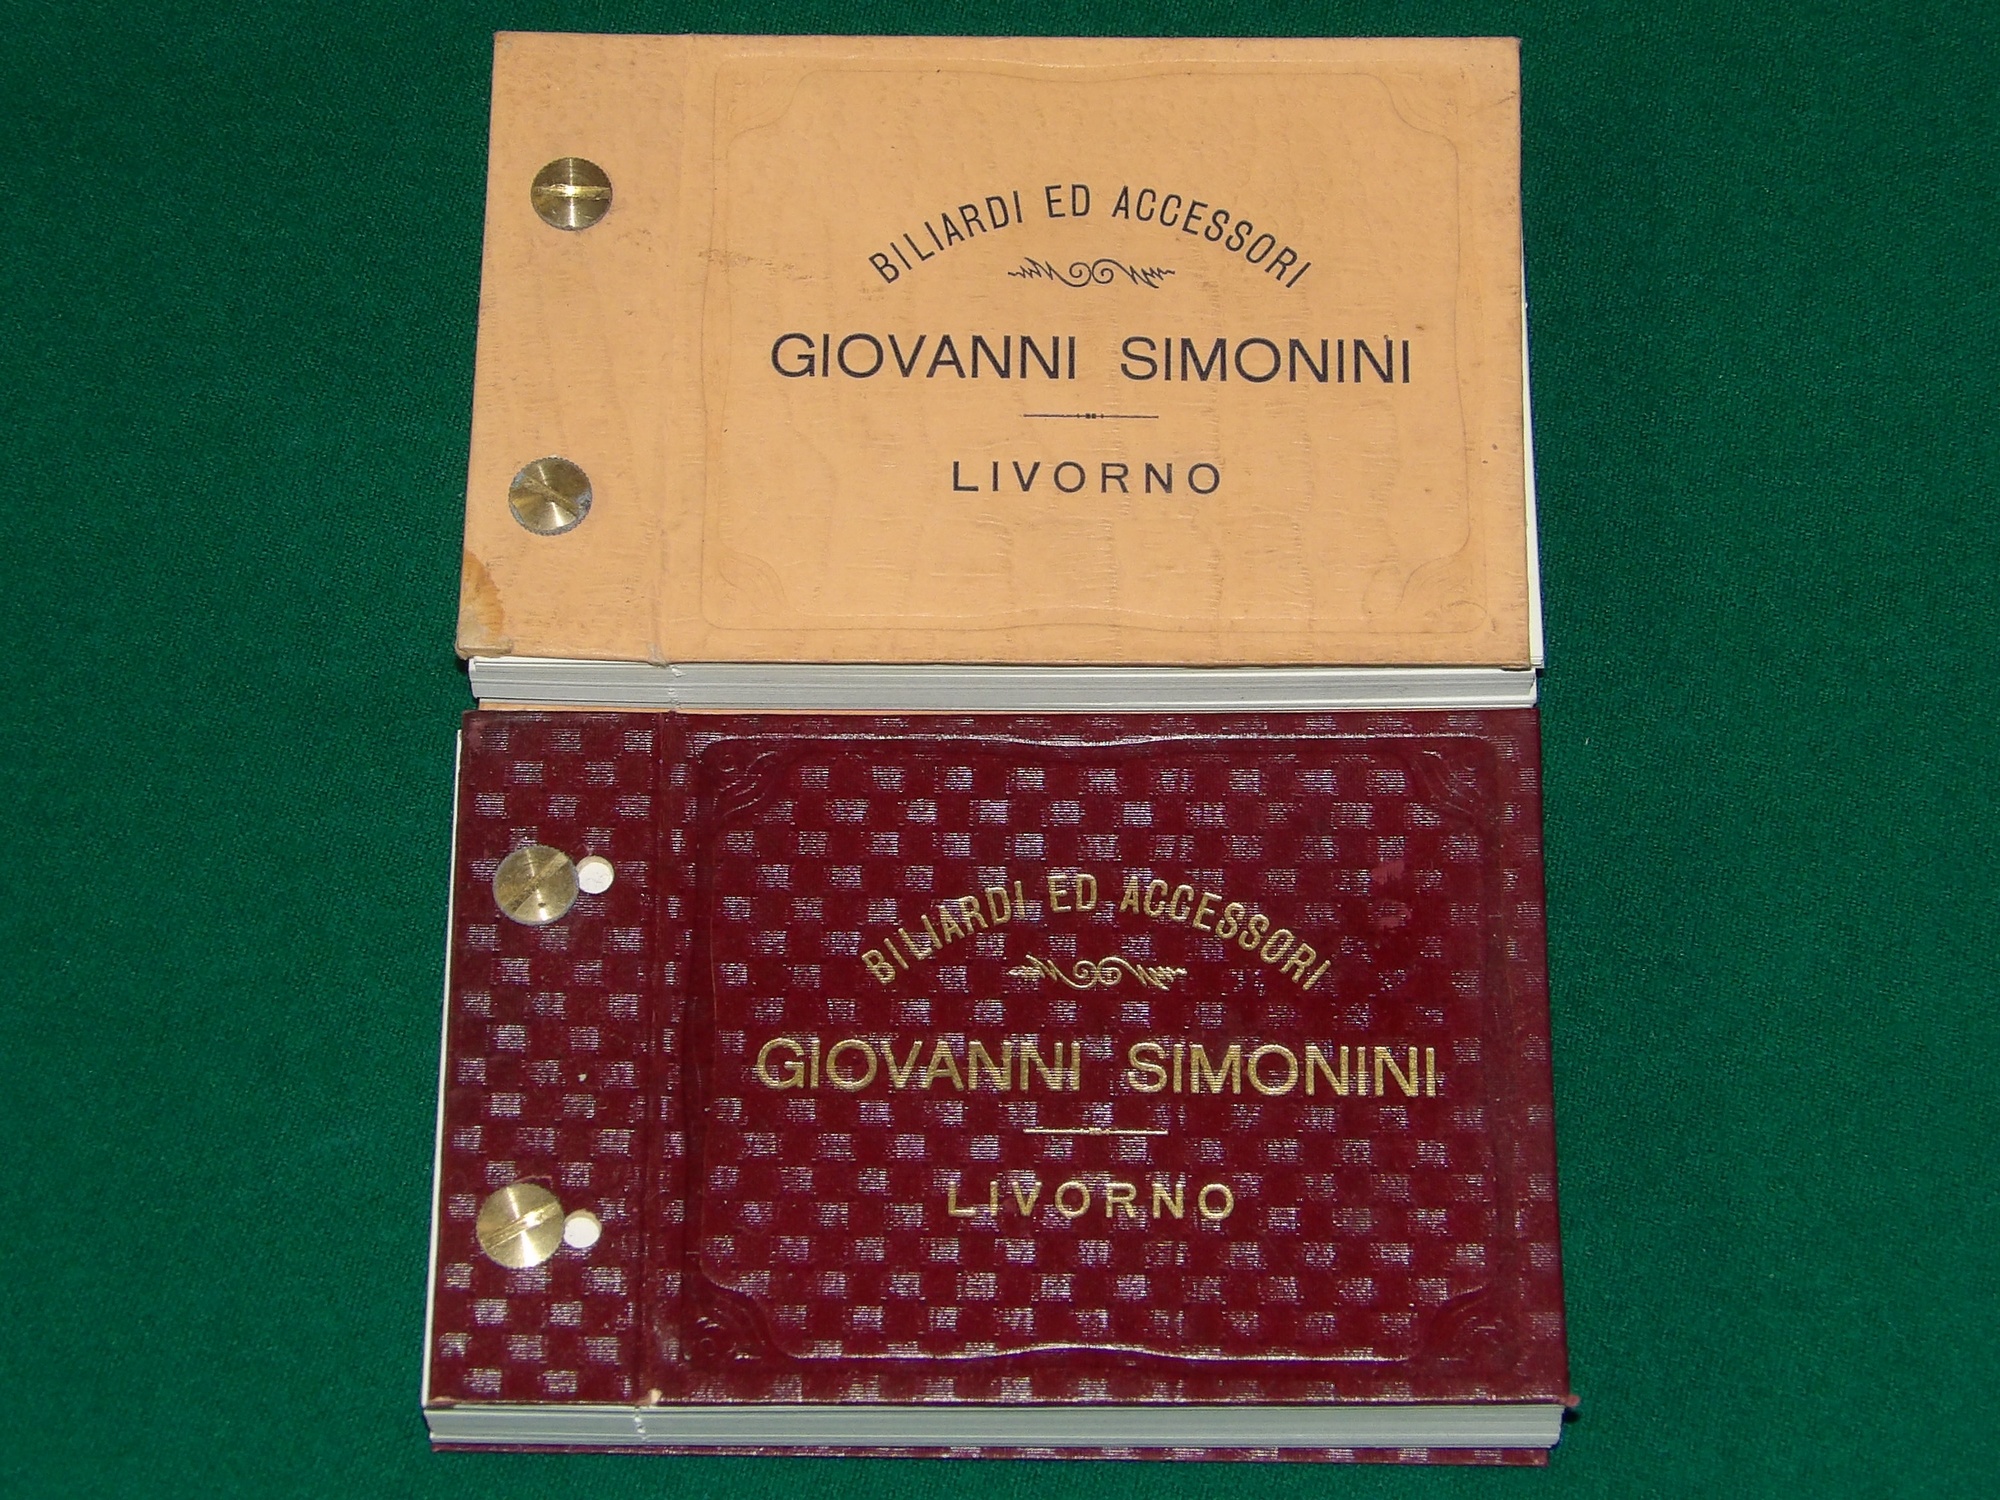 BILIARDI ED ACCESSORI
GIOVANNI SIMONINI
LIVORNO
BILIARDI ED ACCESSORI
GIOVANNI SIMONINI
LIVORNO